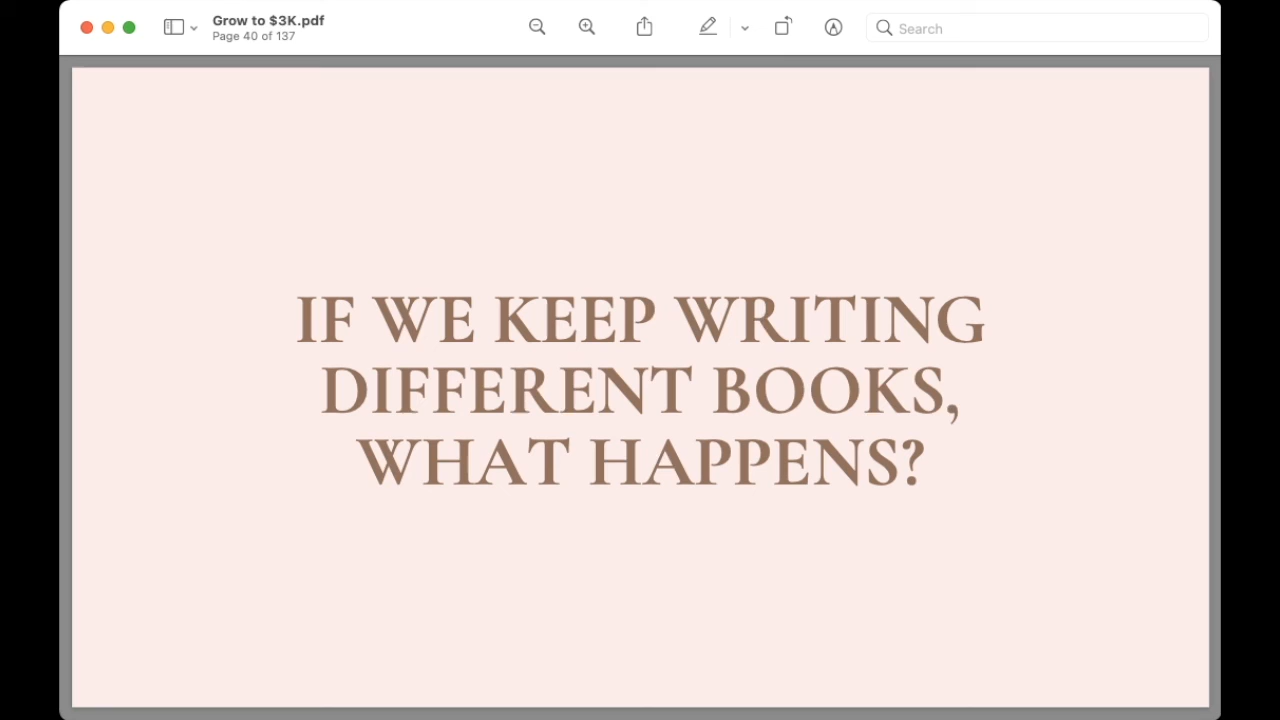 Grow to $3K.pdf
Page 40 of 137
Search
IF WE KEEP WRITING
DIFFERENT BOOKS,
WHAT HAPPENS?